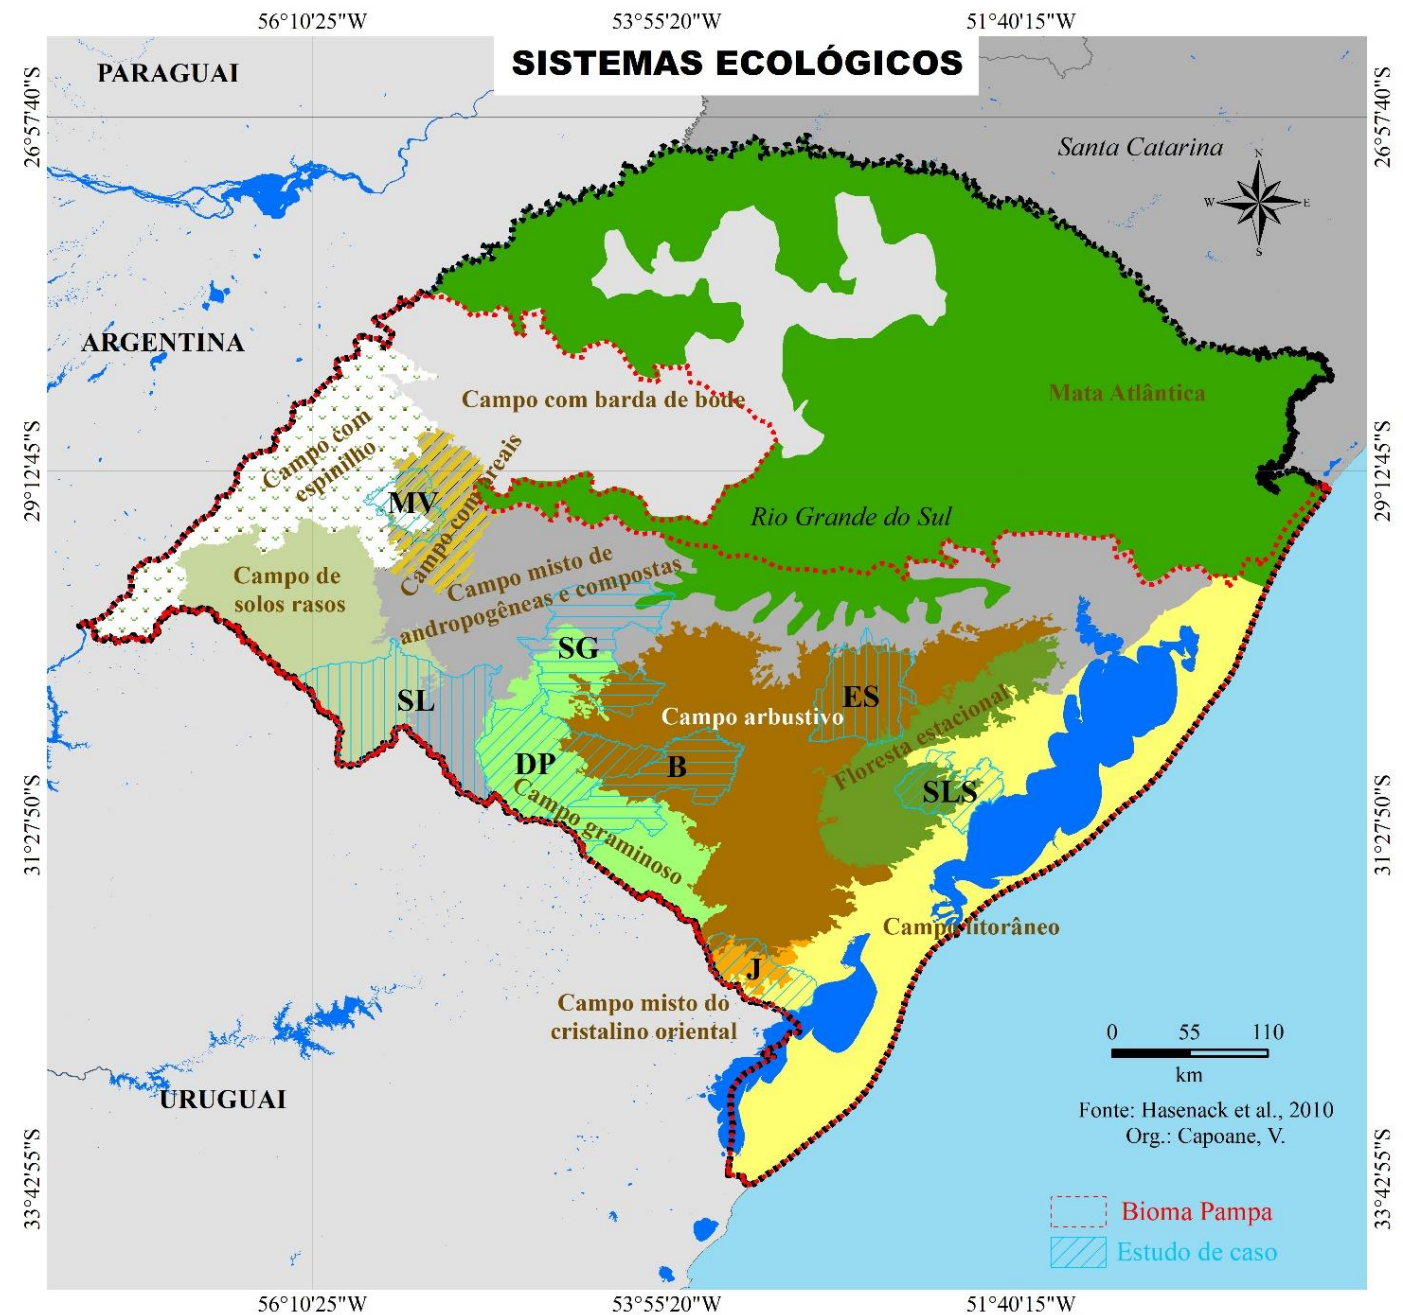 56°10'25"W
53°55'20"W
51°40'15"W
SISTEMAS ECOLÓGICOS
PARAGUAI
26°57'40"S
26°57'40"S
Santa Catarina
N
W
E
S
ARGENTINA
Campo com barda de bode
Mata Atlântica
Campo com
espinilho
29°12'45"S
29°12'45"S
MV
Campo com areais
Rio Grande do Sul
Campo misto de
andropogêneas e compostas
Campo de
solos rasos
SG
SL
ES
Campo arbustivo
Floresta estacional
DP
B
SLS
31°27'50"S
31°27'50"S
Campo graminoso
Campo litorâneo
J
Campo misto do
cristalino oriental
0 55 110
km
URUGUAI
Fonte: Hasenack et al., 2010
Org.: Capoane, V.
33°42'55"S
33°42'55"S
Bioma Pampa
Estudo de caso
56°10'25"W
53°55'20"W
51°40'15"W